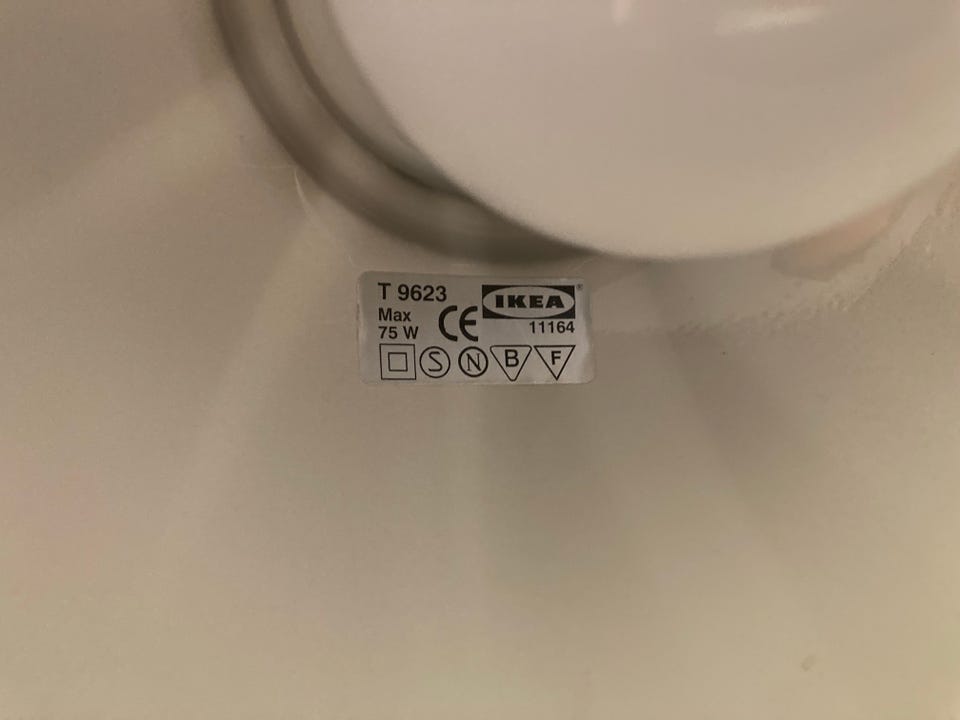 T 9623
IKEA®
Max
75 W
CE
11164
S N B F